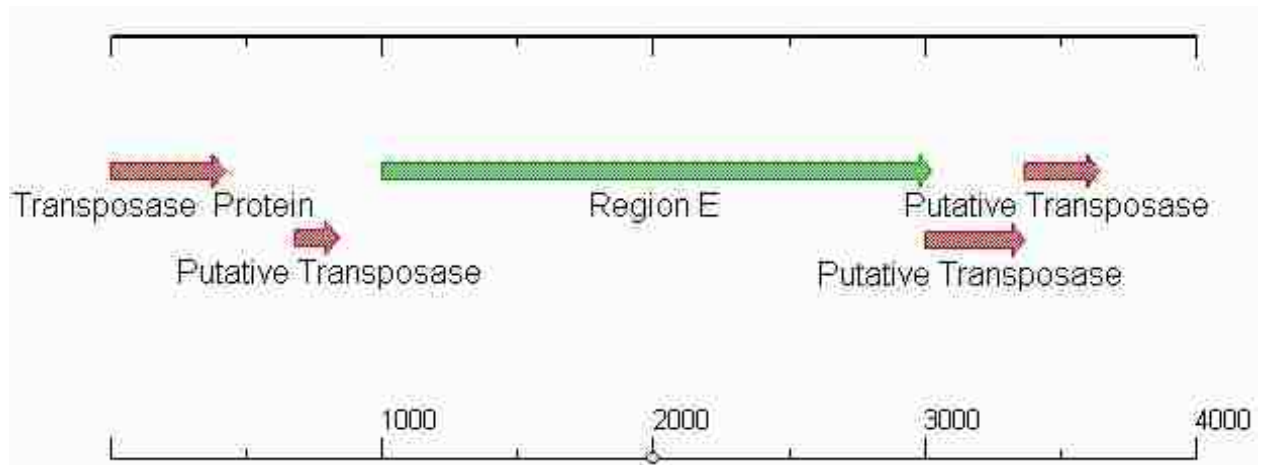 Transposase Protein
Region E
Putative Transposase
Putative Transposase
Putative Transposase
1000
2000
3000
4000